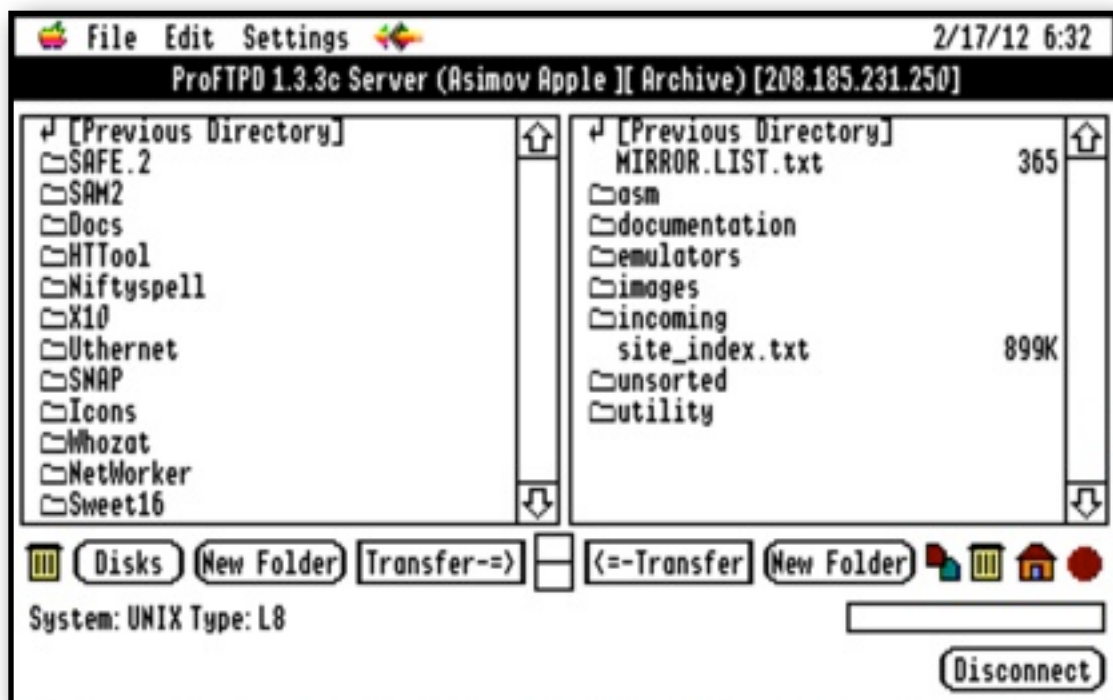 File Edit Settings 2/17/12 6:32
ProFTPD 1.3.3c Server (Asimov Apple ][ Archive) [208.185.231.250]
[Previous Directory]
SAFE.2
SAM2
Docs
HTTool
Niftyspell
X10
Uthernet
SNAP
Icons
Whozat
NetWorker
Sweet16
[Previous Directory]
MIRROR.LIST.txt 365
asm
documentation
emulators
images
incoming
site_index.txt 899K
unsorted
utility
Disks New Folder Transfer-=> <=-Transfer New Folder
System: UNIX Type: L8
Disconnect